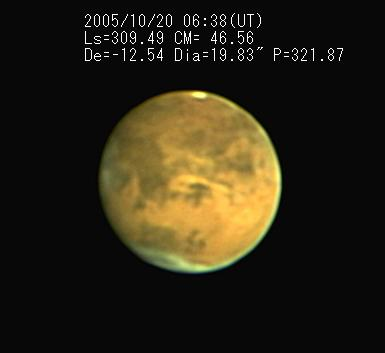 2005/10/20 06:38(UT)
Ls=309.49 CM= 46.56
De=-12.54 Dia=19.83" P=321.87